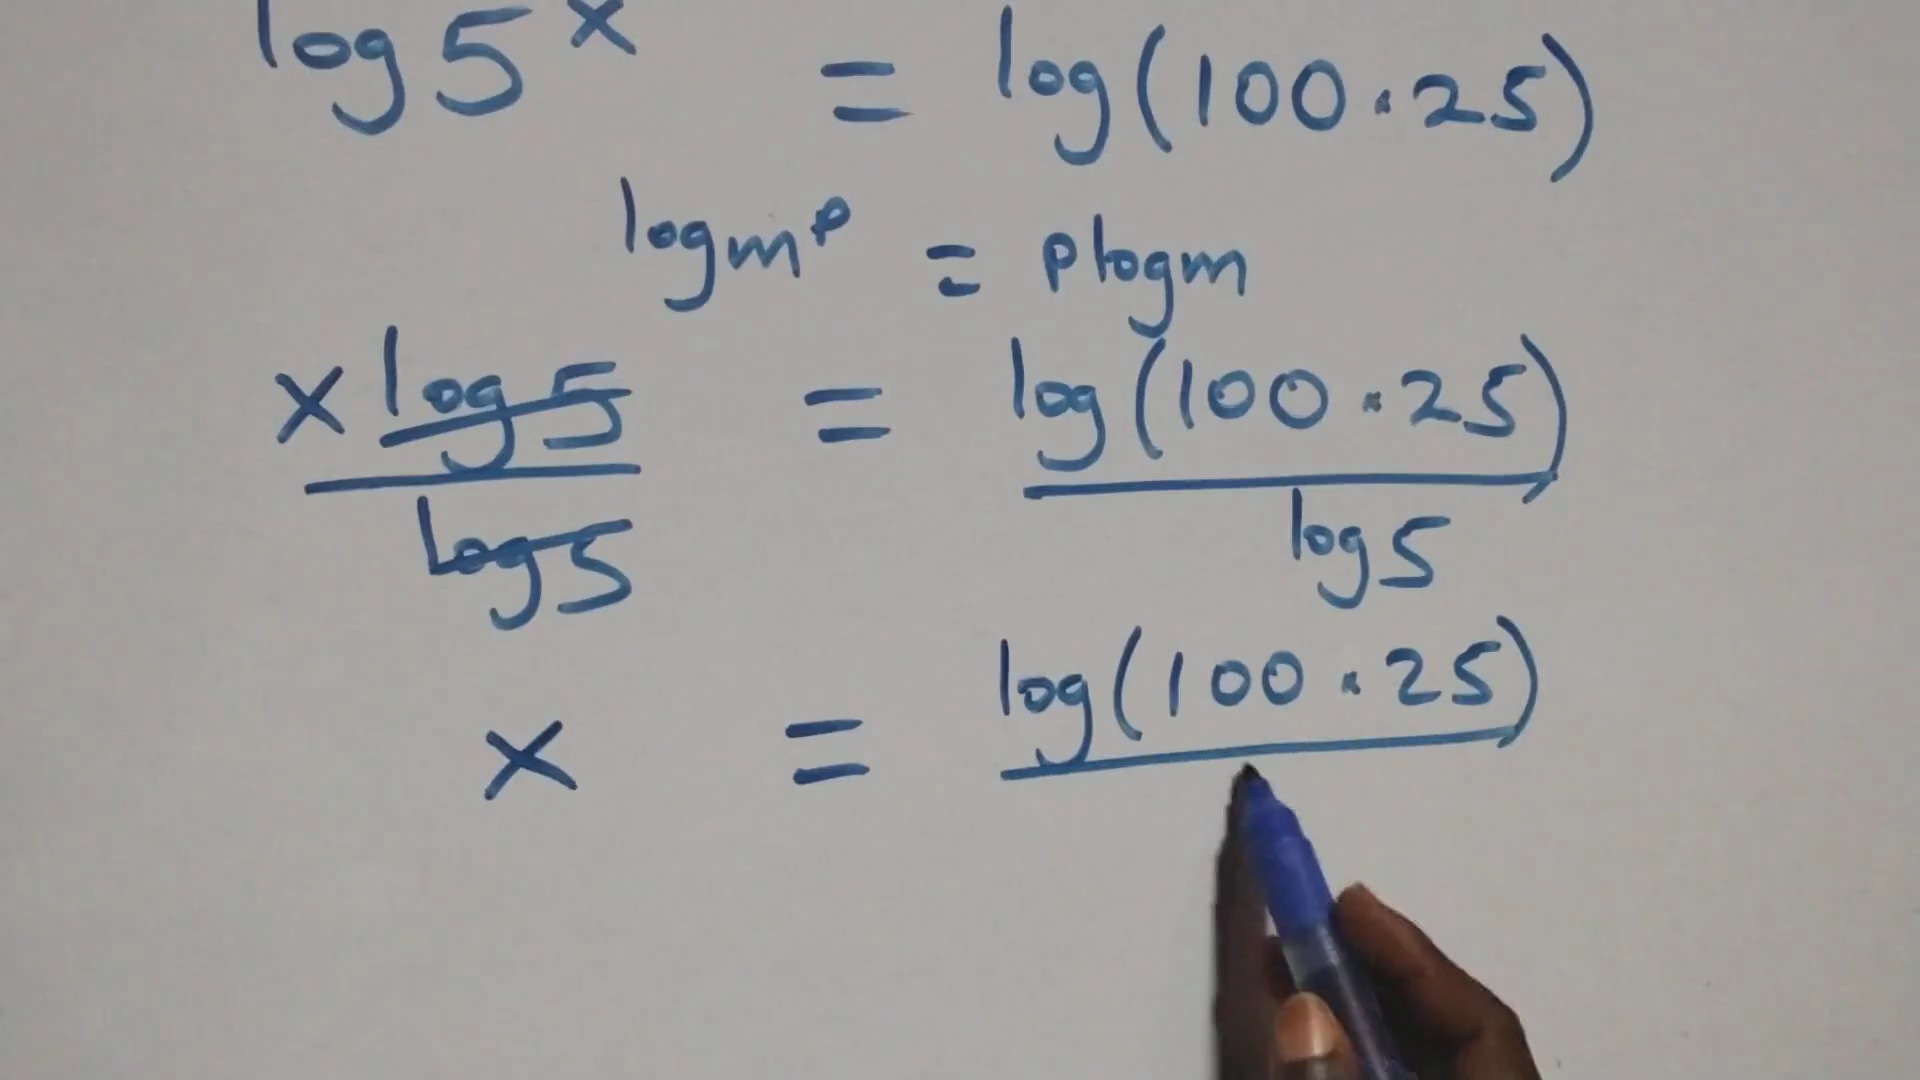 log 5^x = log(100.25)
log m^p = p log m
x log 5 / log 5 = log(100.25) / log 5
x = log(100.25)